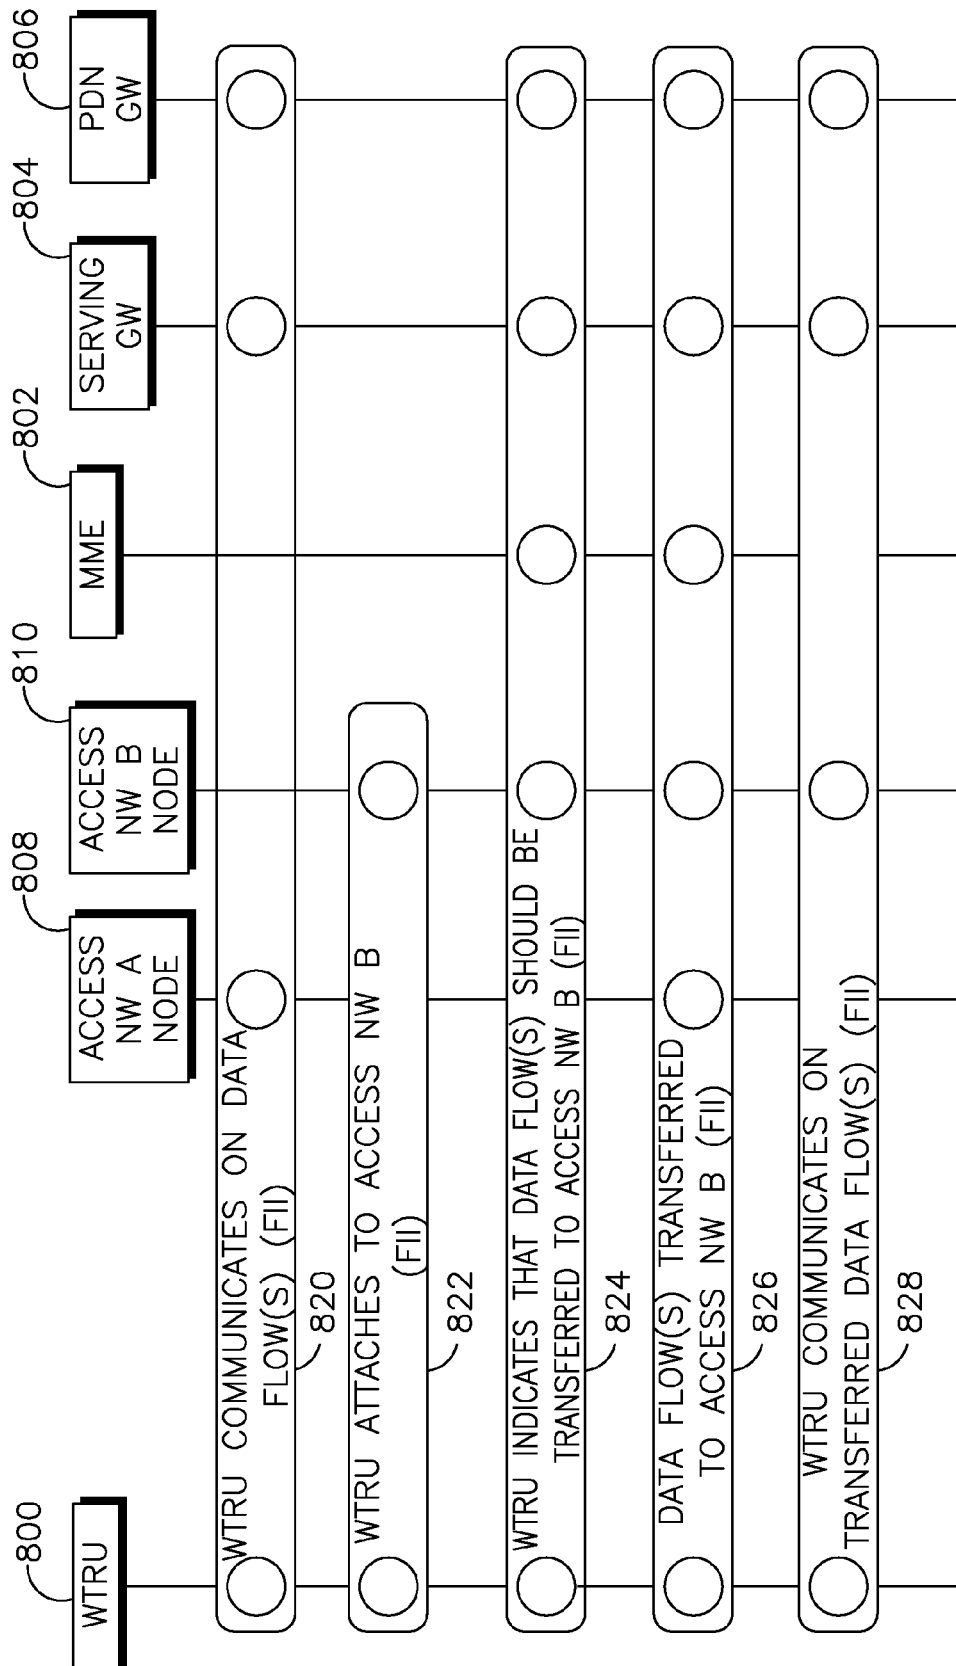 800
WTRU
808
ACCESS
NW A
NODE
810
ACCESS
NW B
NODE
802
MME
804
SERVING
GW
806
PDN
GW
WTRU COMMUNICATES ON DATA
FLOW(S) (FII)
820
WTRU ATTACHES TO ACCESS NW B
(FII)
822
WTRU INDICATES THAT DATA FLOW(S) SHOULD BE
TRANSFERRED TO ACCESS NW B (FII)
824
DATA FLOW(S) TRANSFERRED
TO ACCESS NW B (FII)
826
WTRU COMMUNICATES ON
TRANSFERRED DATA FLOW(S) (FII)
828